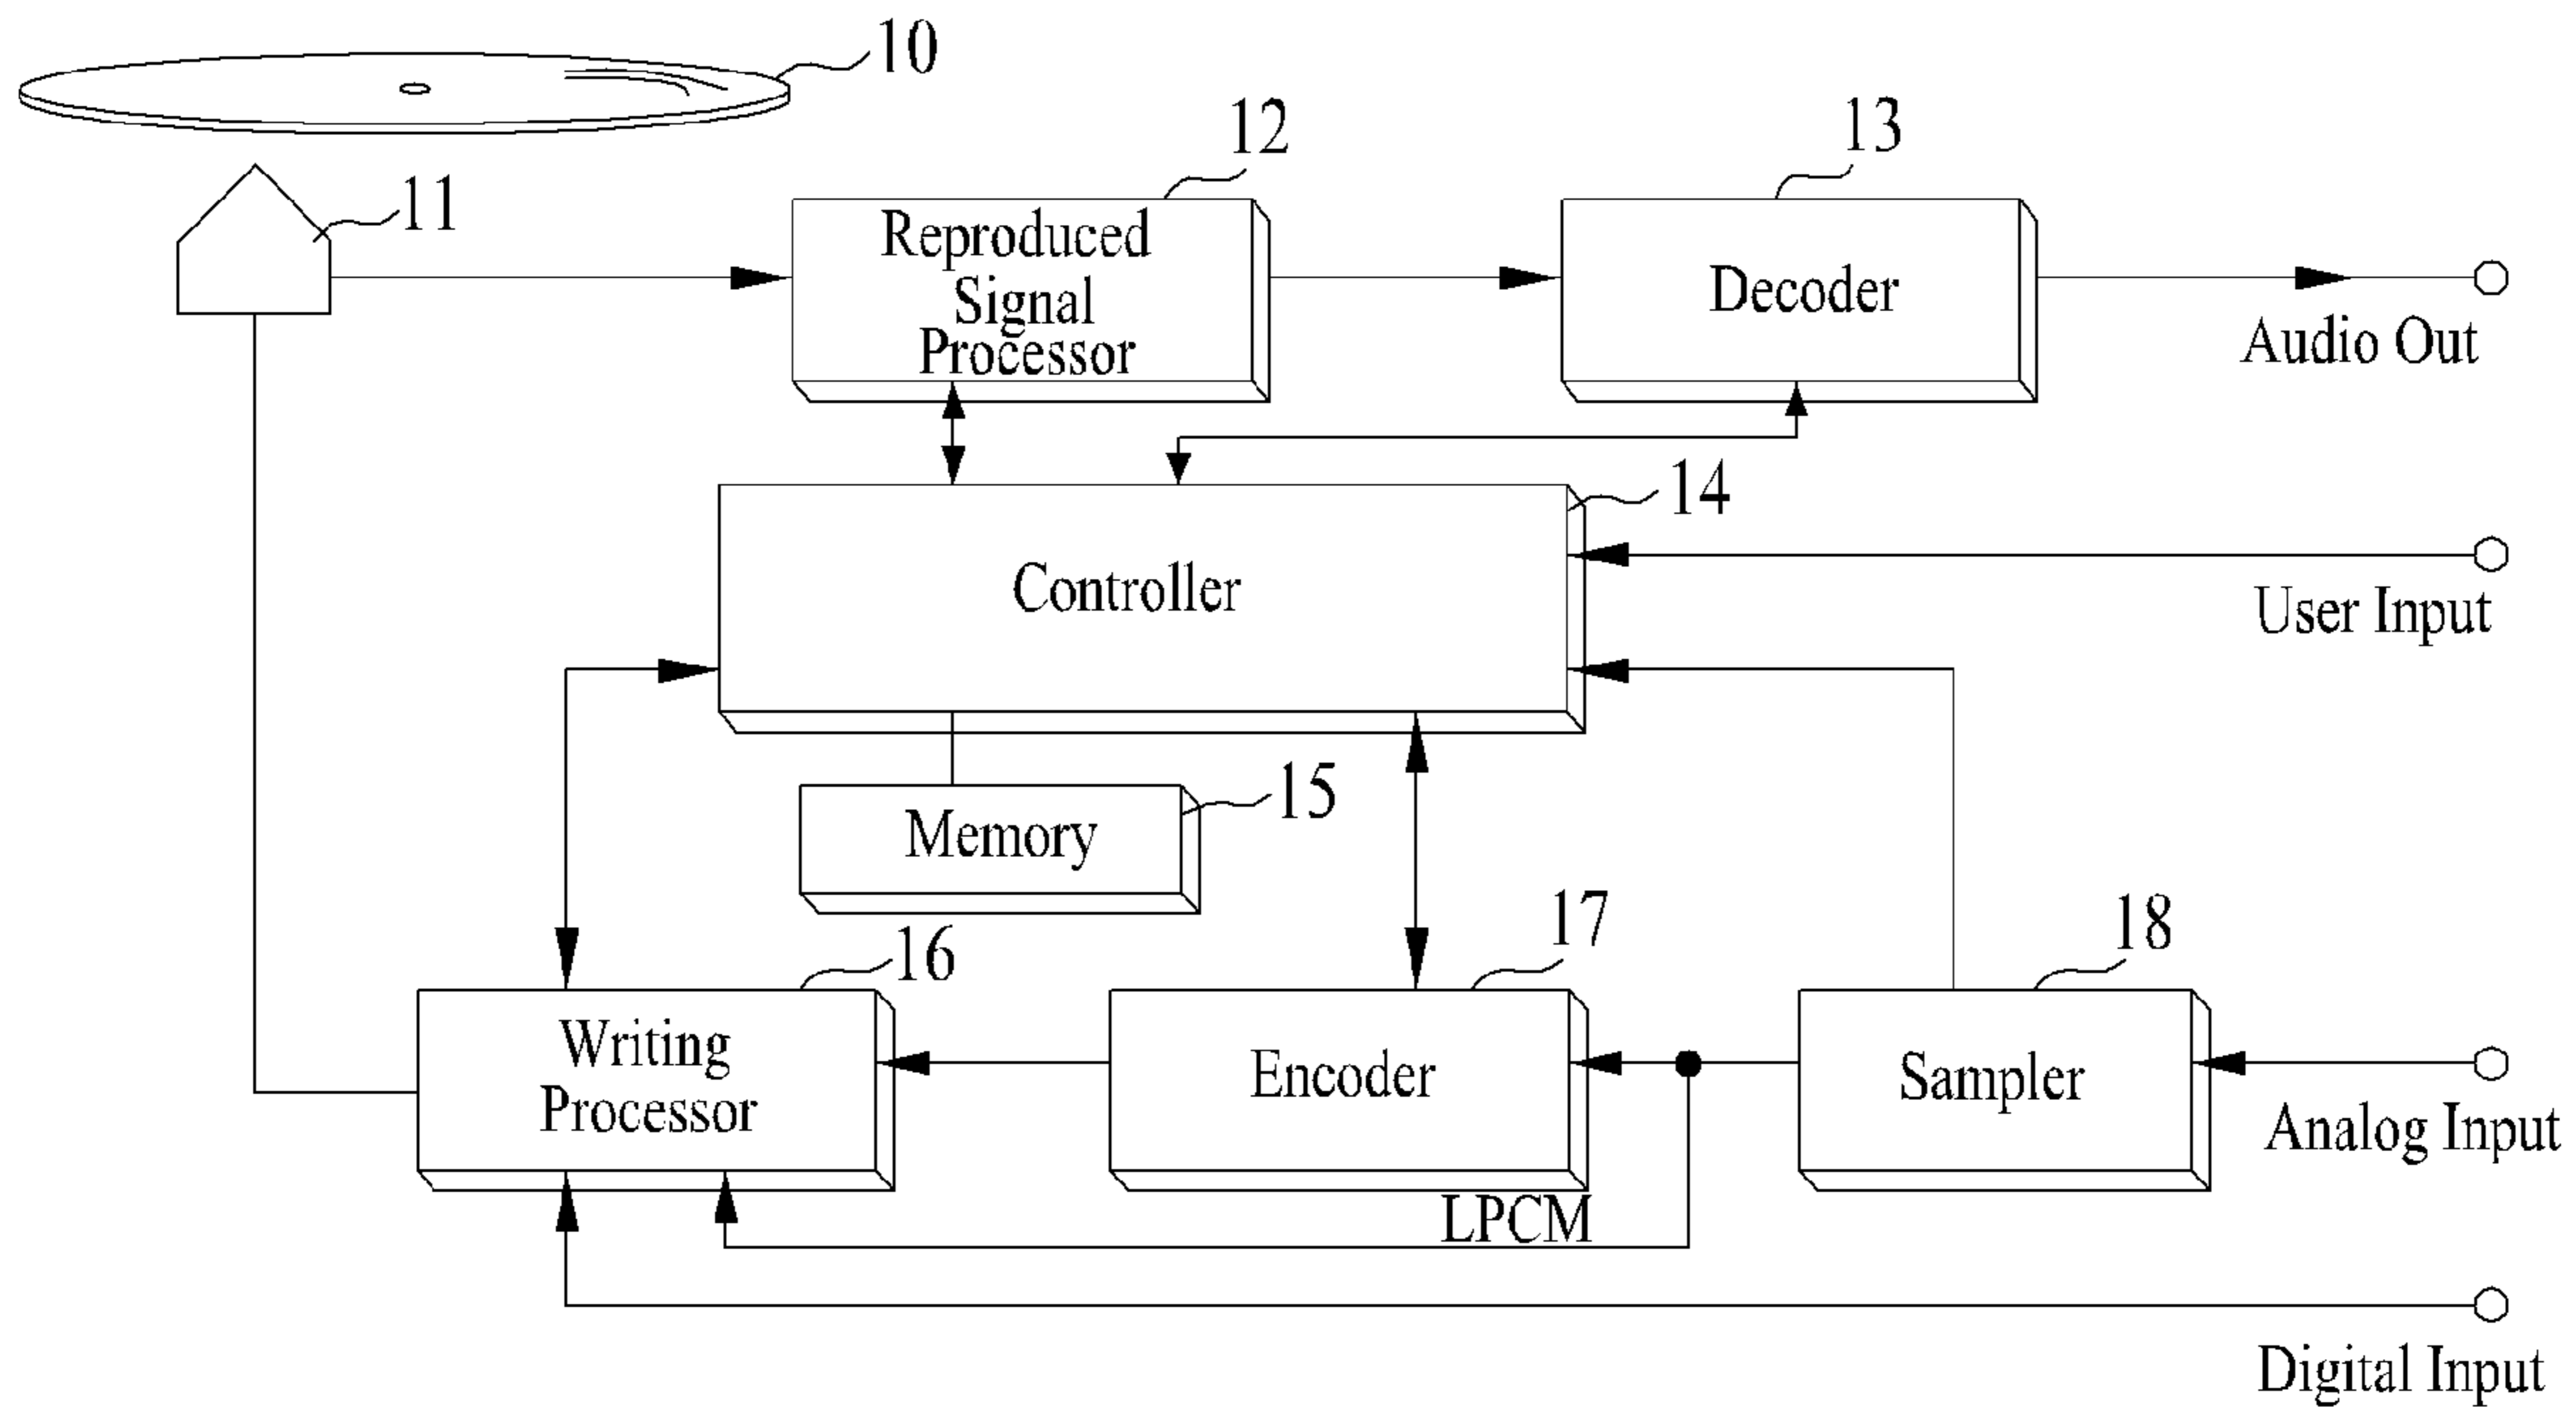 10
11
12
13
Reproduced
Signal
Processor
Decoder
Audio Out
14
Controller
User Input
15
Memory
16
17
18
Writing
Processor
Encoder
Sampler
Analog Input
LPCM
Digital Input